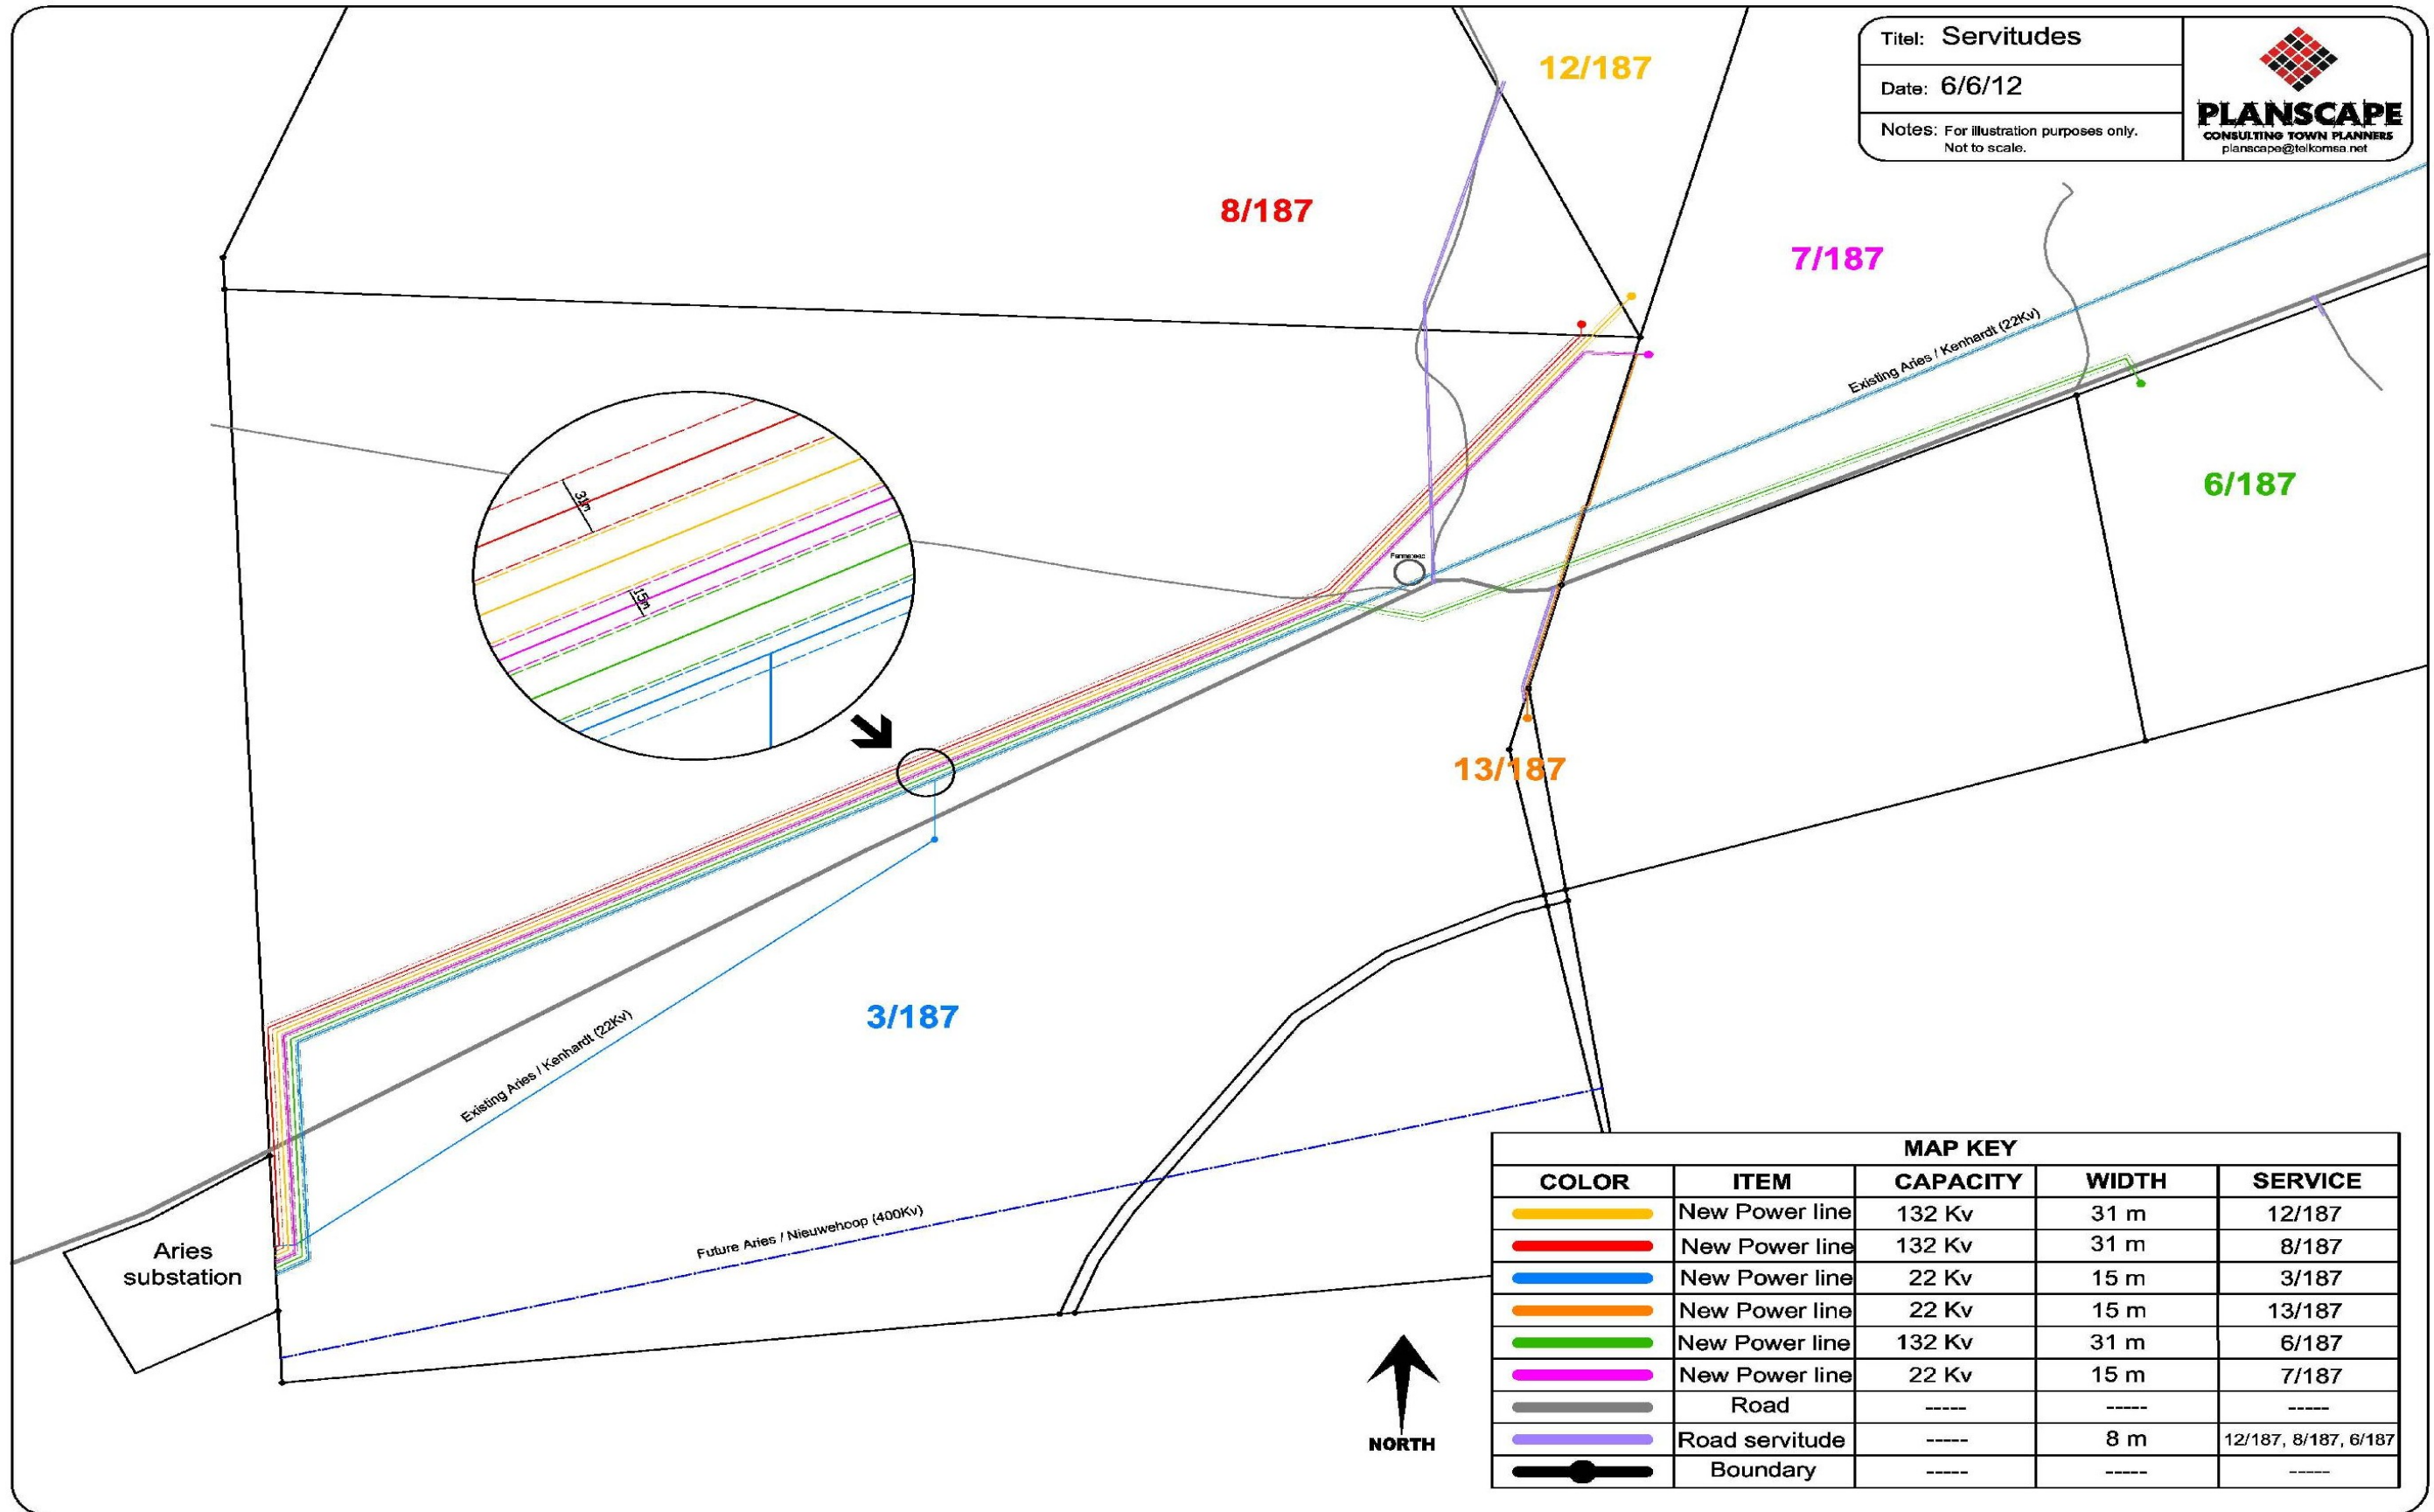 Titel: Servitudes
Date: 6/6/12
Notes: For illustration purposes only.
Not to scale.
PLANSCAPE
CONSULTING TOWN PLANNERS
planscape@telkomsa.net
12/187
8/187
7/187
Existing Aries / Kenhardt (22Kv)
6/187
31m
15m
13/187
3/187
Existing Aries / Kenhardt (22Kv)
Future Aries / Nieuwehoop (400Kv)
Aries
substation
NORTH
MAP KEY
COLOR ITEM CAPACITY WIDTH SERVICE
New Power line 132 Kv 31 m 12/187
New Power line 132 Kv 31 m 8/187
New Power line 22 Kv 15 m 3/187
New Power line 22 Kv 15 m 13/187
New Power line 132 Kv 31 m 6/187
New Power line 22 Kv 15 m 7/187
Road ----- ----- -----
Road servitude ----- 8 m 12/187, 8/187, 6/187
Boundary ----- ----- -----